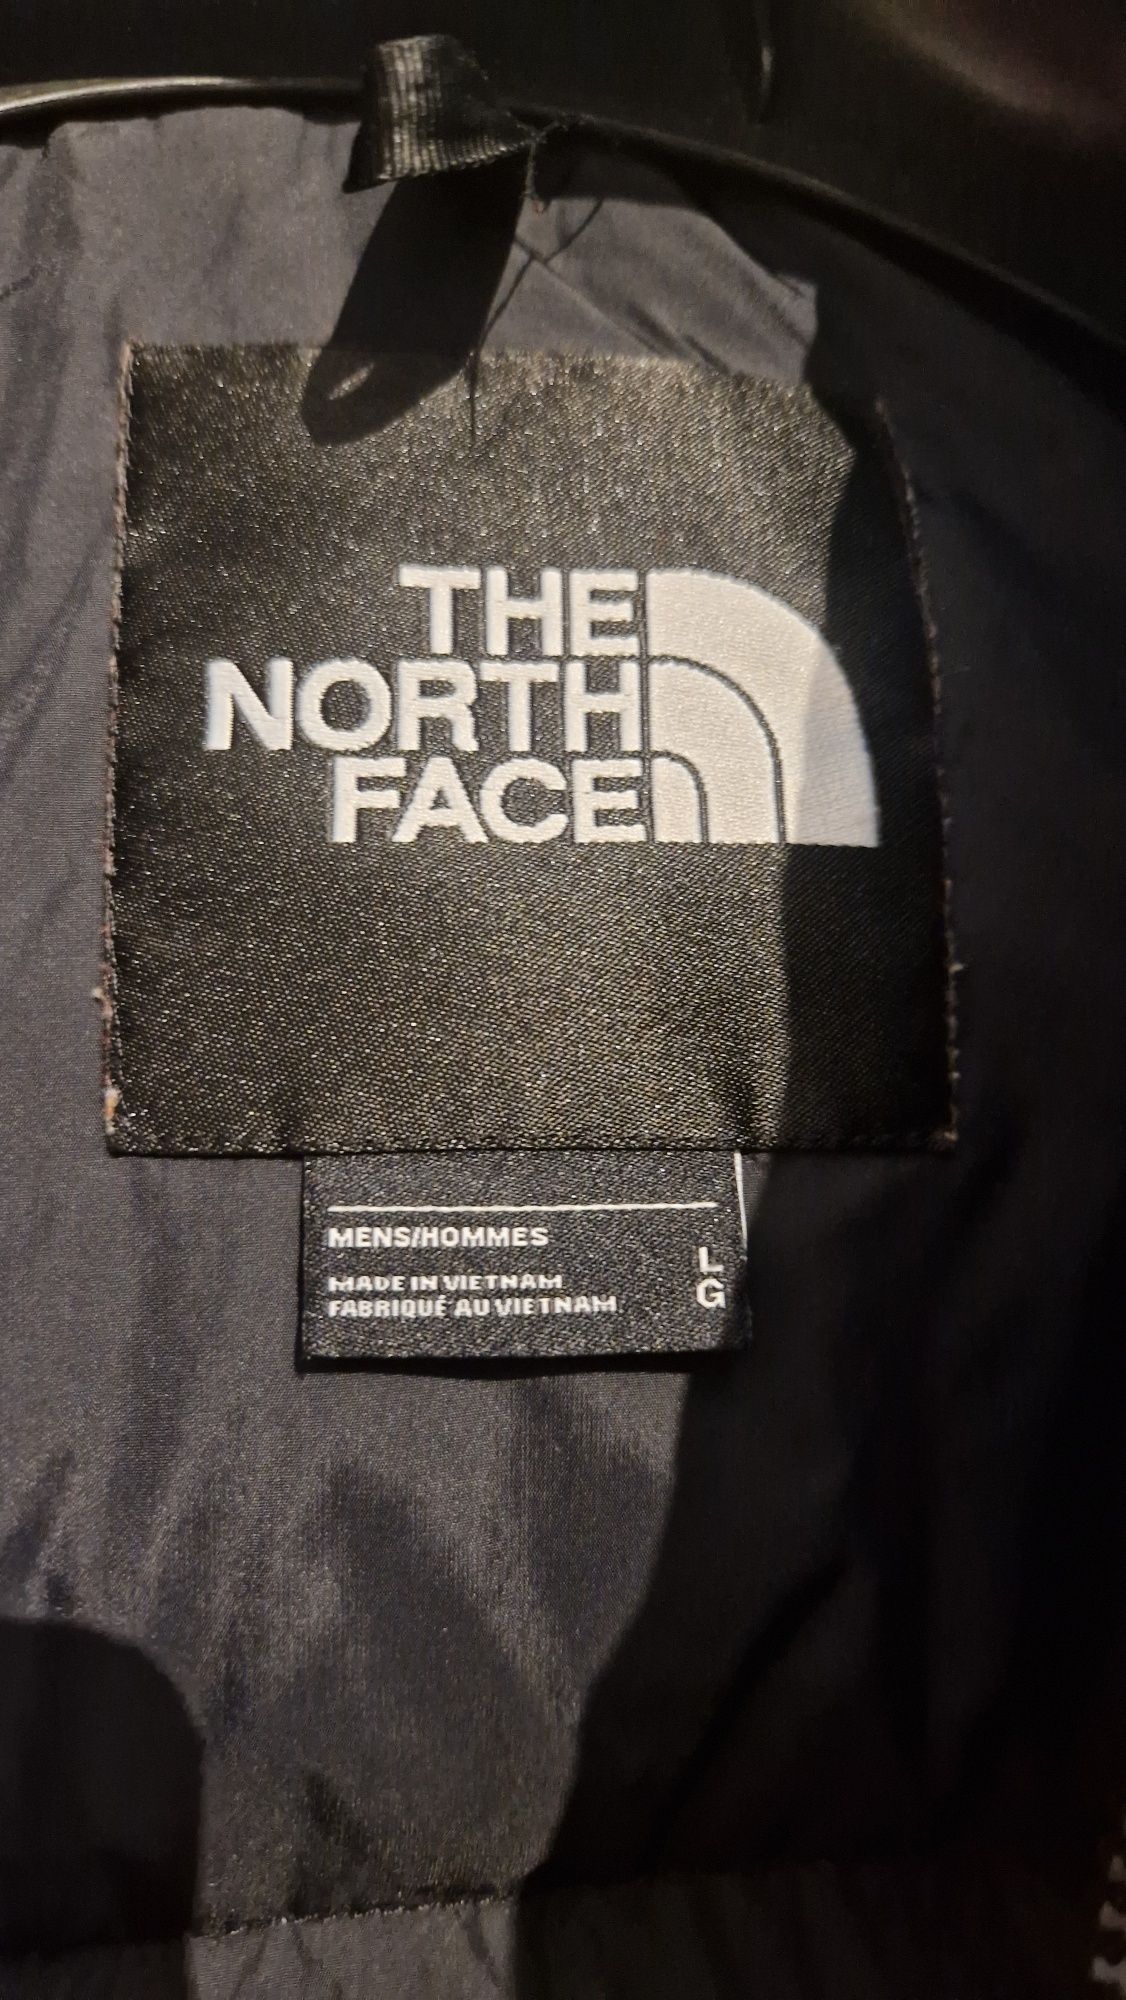 THE
NORTH
FACE
MENS/HOMMES
MADE IN VIETNAM
FABRIQUÉ AU VIETNAM
L
G